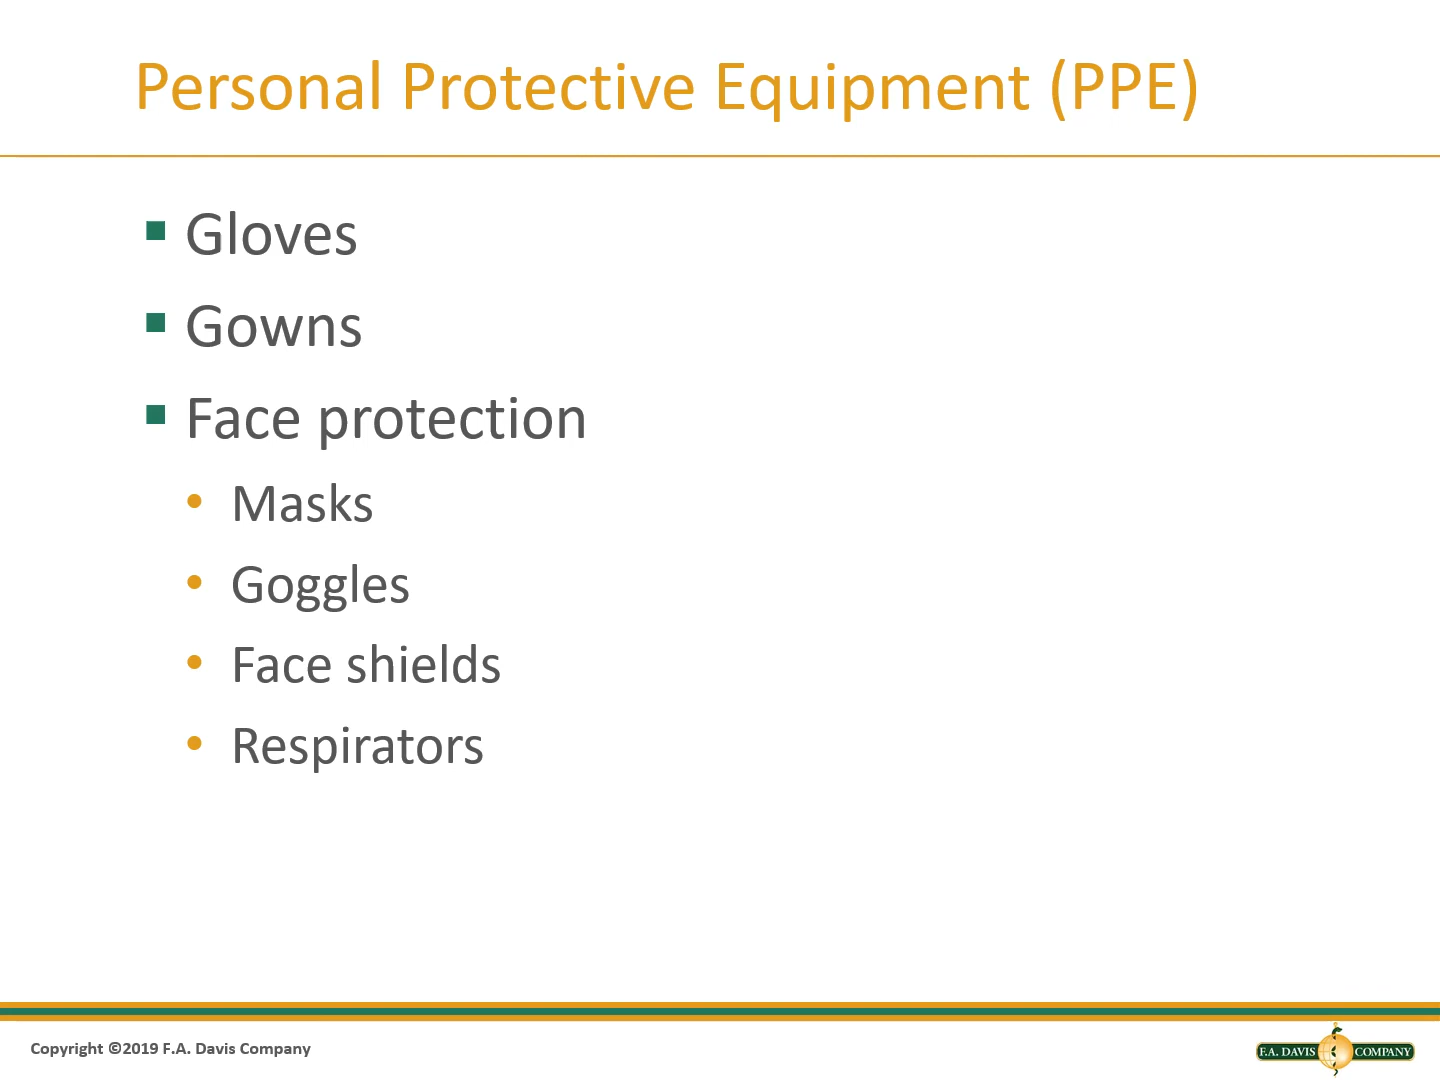 Personal Protective Equipment (PPE)
Gloves
Gowns
Face protection
Masks
Goggles
Face shields
Respirators
Copyright ©2019 F.A. Davis Company
F.A. DAVIS COMPANY